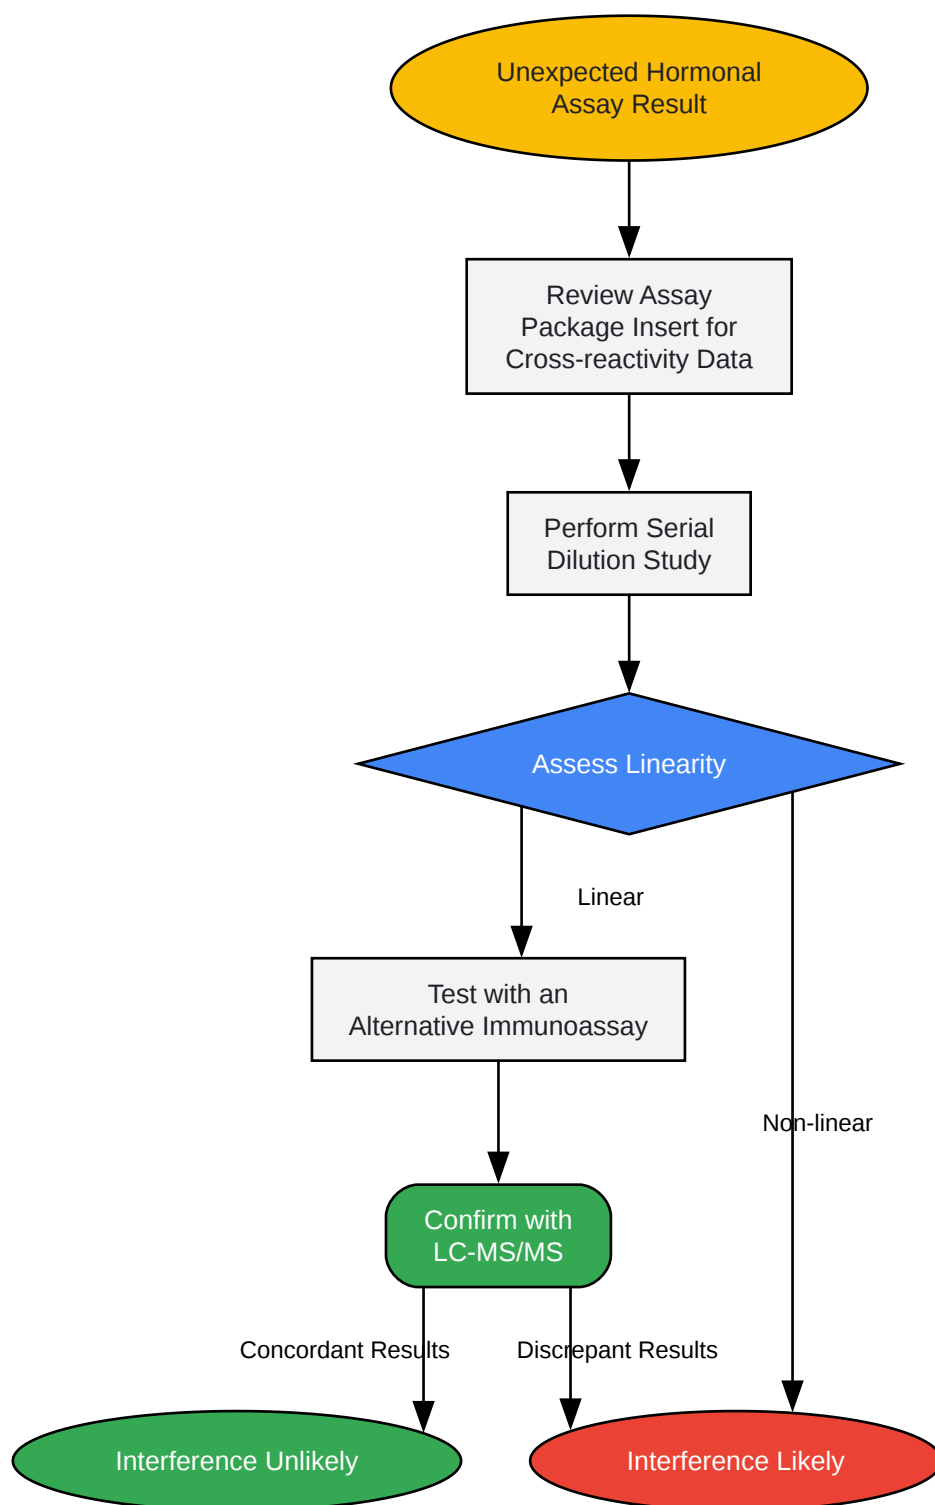 Unexpected Hormonal
Assay Result
Review Assay
Package Insert for
Cross-reactivity Data
Perform Serial
Dilution Study
Assess Linearity
Linear
Test with an
Alternative Immunoassay
Non-linear
Confirm with
LC-MS/MS
Concordant Results
Discrepant Results
Interference Unlikely
Interference Likely